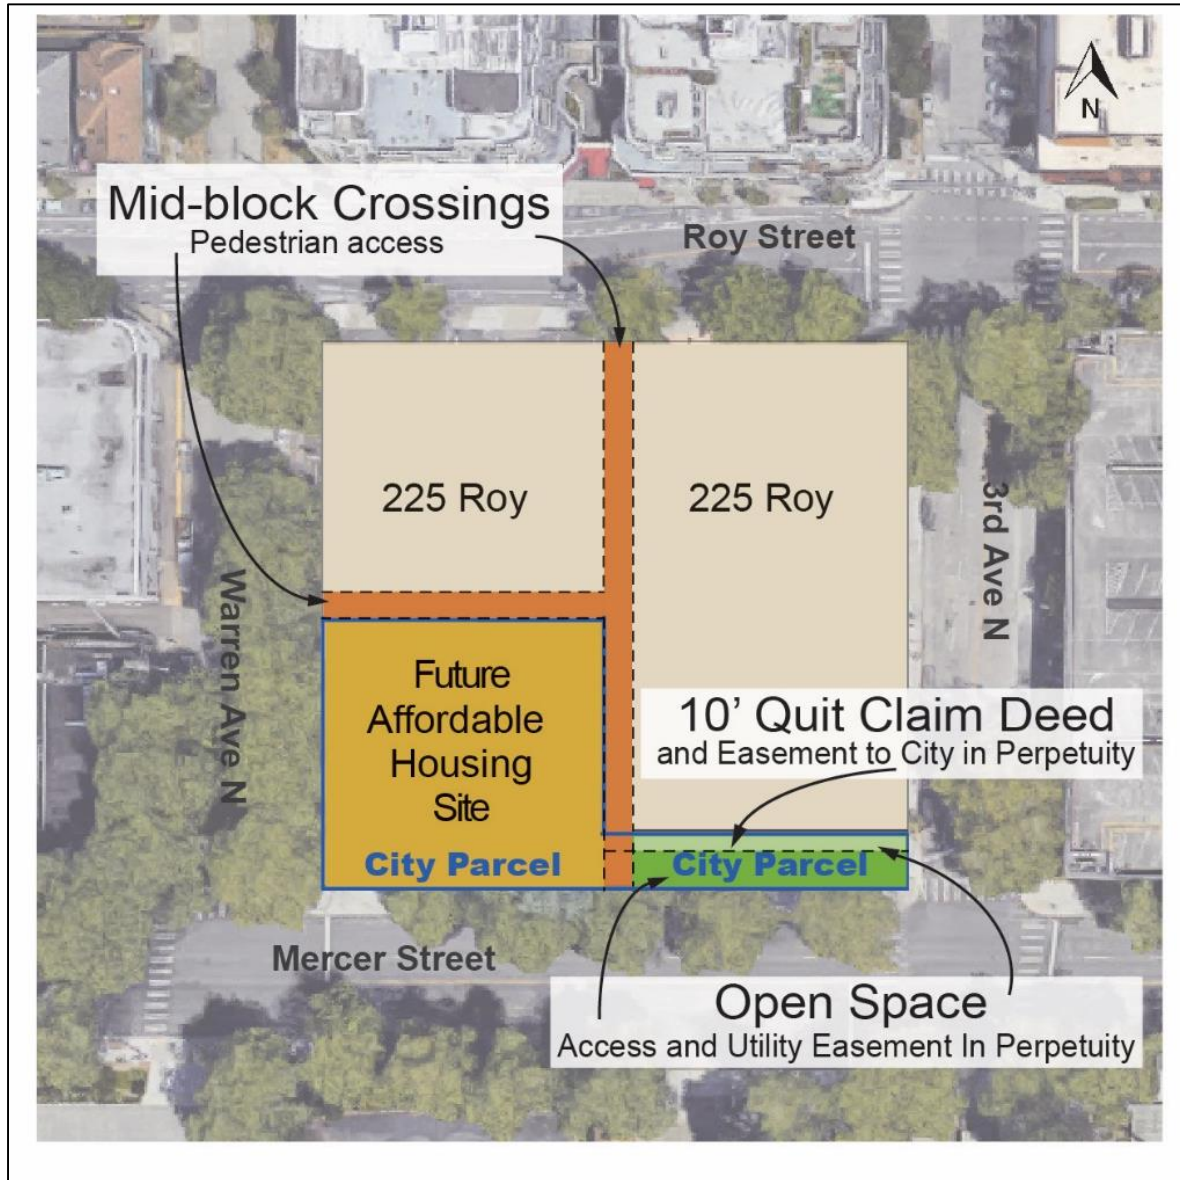 N
Mid-block Crossings
Pedestrian access
Roy Street
225 Roy
225 Roy
3rd Ave N
Warren Ave N
Future
Affordable
Housing
Site
City Parcel
10’ Quit Claim Deed
and Easement to City in Perpetuity
City Parcel
Mercer Street
Open Space
Access and Utility Easement In Perpetuity